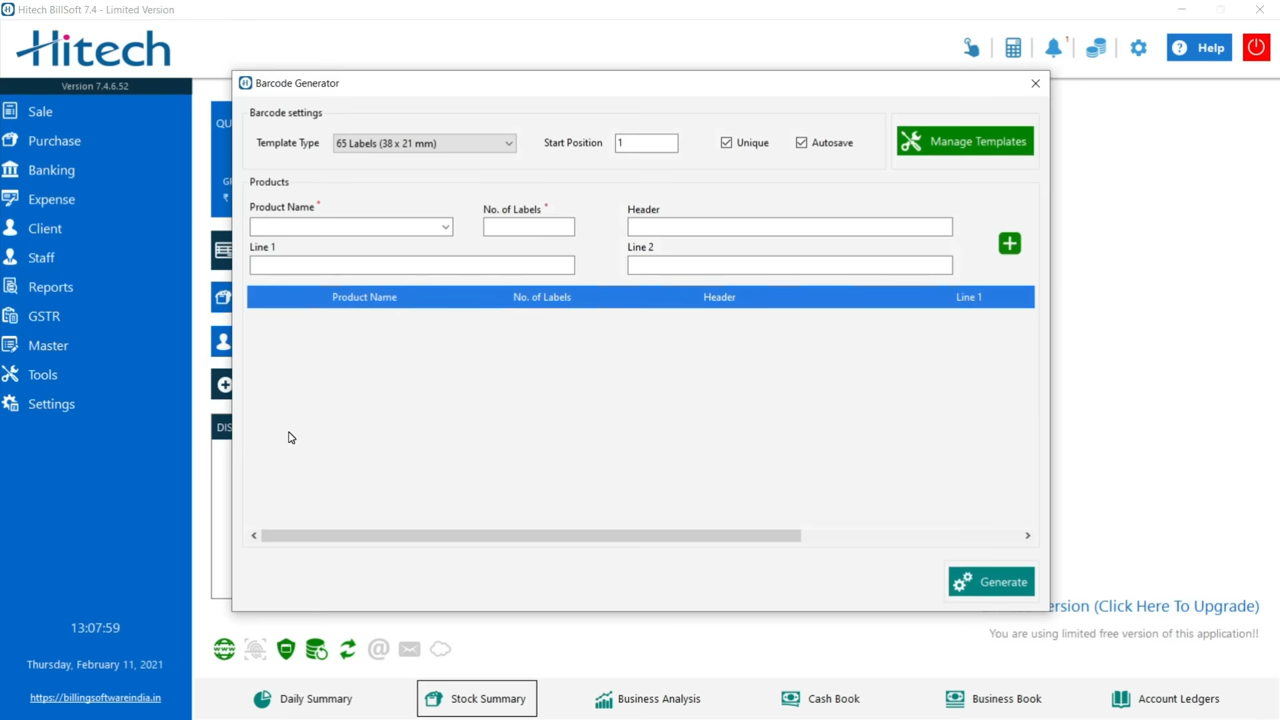 Hitech BillSoft 7.4 - Limited Version
Hitech
1
Help
Version 7.4.6.52
Sale
Purchase
Banking
Expense
Client
Staff
Reports
GSTR
Master
Tools
Settings
13:07:59
Thursday, February 11, 2021
https://billingsoftwareindia.in
QU
₹
DIS
Barcode Generator
Barcode settings
Template Type
65 Labels (38 x 21 mm)
Start Position
1
Unique
Autosave
Manage Templates
Products
Product Name *
No. of Labels *
Header
Line 1
Line 2
Product Name
No. of Labels
Header
Line 1
Generate
ersion (Click Here To Upgrade)
You are using limited free version of this application!!
Daily Summary
Stock Summary
Business Analysis
Cash Book
Business Book
Account Ledgers